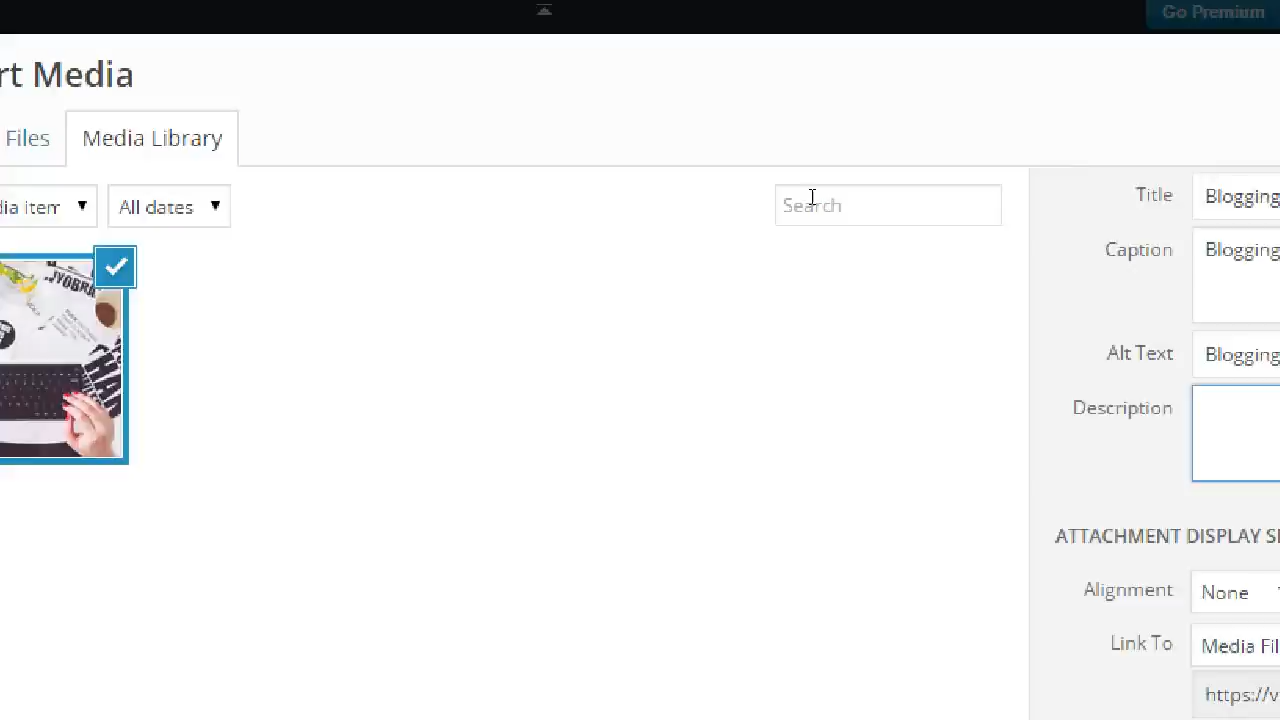 Go Premium
rt Media
Files
Media Library
dia item
All dates
Search
Title
Blogging
Caption
Blogging
Alt Text
Blogging
Description
ATTACHMENT DISPLAY SE
Alignment
None
Link To
Media Fil
https://v